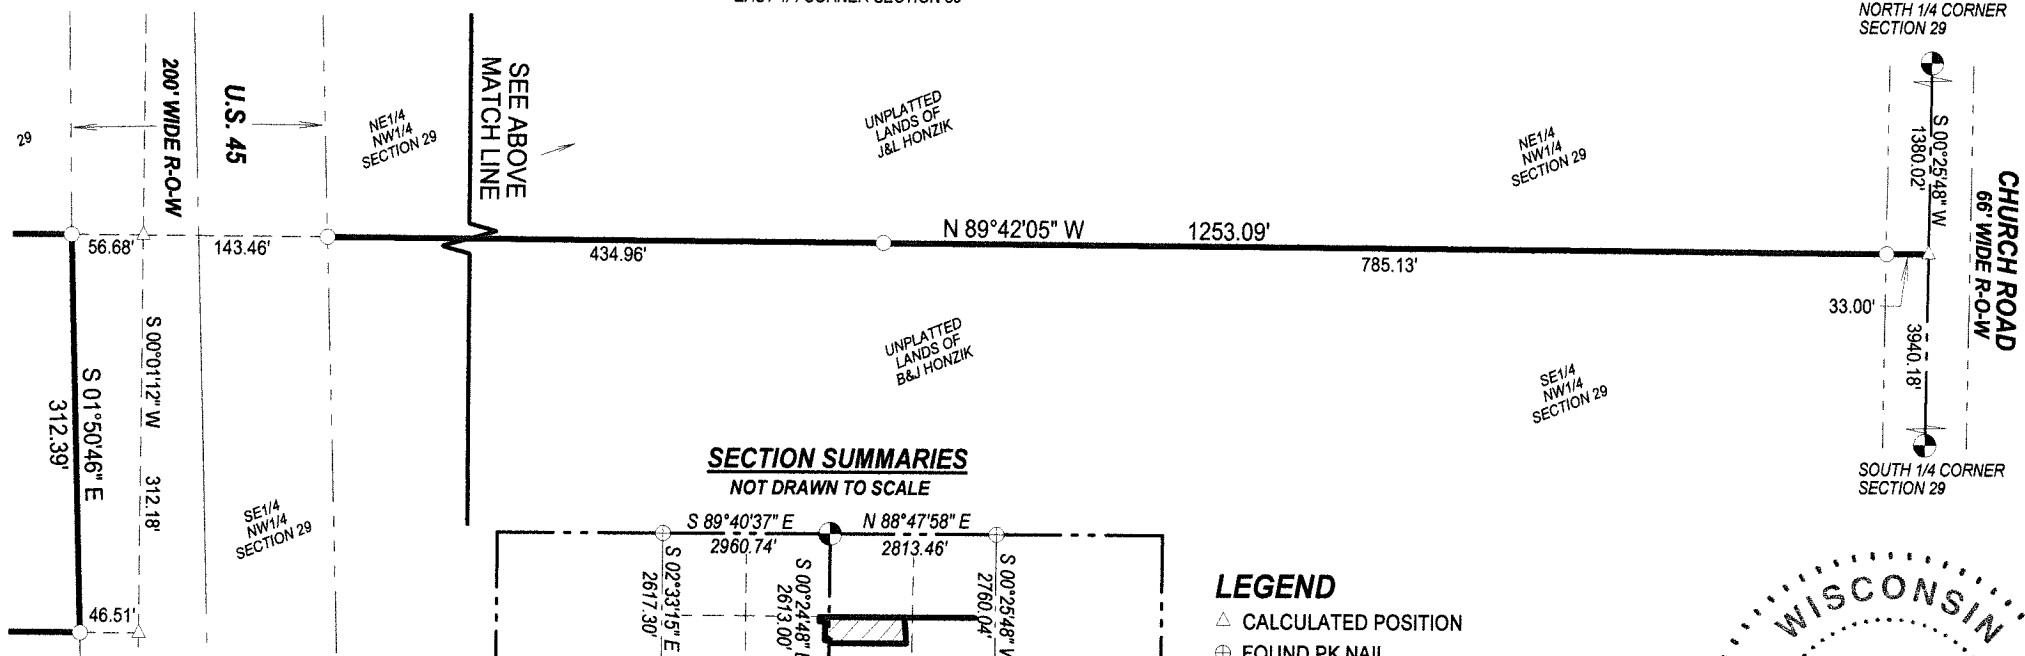 NORTH 1/4 CORNER
SECTION 29
29
200' WIDE R-O-W
U.S. 45
NE1/4
NW1/4
SECTION 29
SEE ABOVE
MATCH LINE
UNPLATTED
LANDS OF
J&L HONZIK
NE1/4
NW1/4
SECTION 29
S 00°25'48" W
1380.02'
CHURCH ROAD
66' WIDE R-O-W
56.68'
143.46'
434.96'
N 89°42'05" W
1253.09'
785.13'
33.00'
3940.18'
S 01°50'46" E
312.39'
S 00°01'12" W
312.18'
SE1/4
NW1/4
SECTION 29
46.51'
UNPLATTED
LANDS OF
B&J HONZIK
SE1/4
NW1/4
SECTION 29
SOUTH 1/4 CORNER
SECTION 29
SECTION SUMMARIES
NOT DRAWN TO SCALE
S 89°40'37" E
2960.74'
N 88°47'58" E
2813.46'
S 02°33'15" E
2617.30'
S 00°24'48" E
2613.00'
S 00°25'48" W
2760.04'
LEGEND
CALCULATED POSITION
FOUND PK NAIL
WISCONSIN